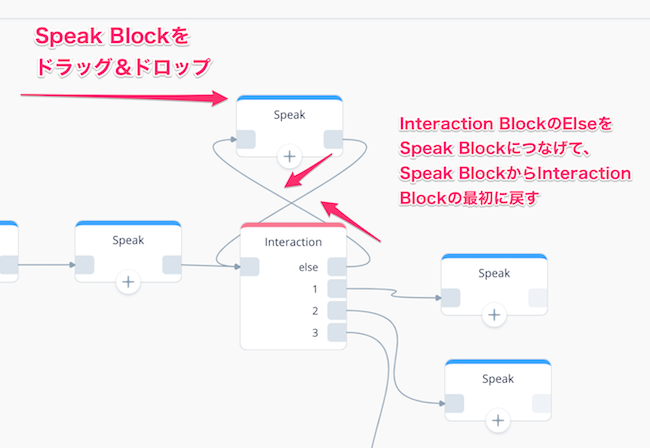 Speak Blockを
ドラッグ&ドロップ
Speak
Interaction BlockのElseを
Speak Blockにつなげて、
Speak BlockからInteraction
Blockの最初に戻す
Speak
Interaction
else
1
2
3
Speak
Speak